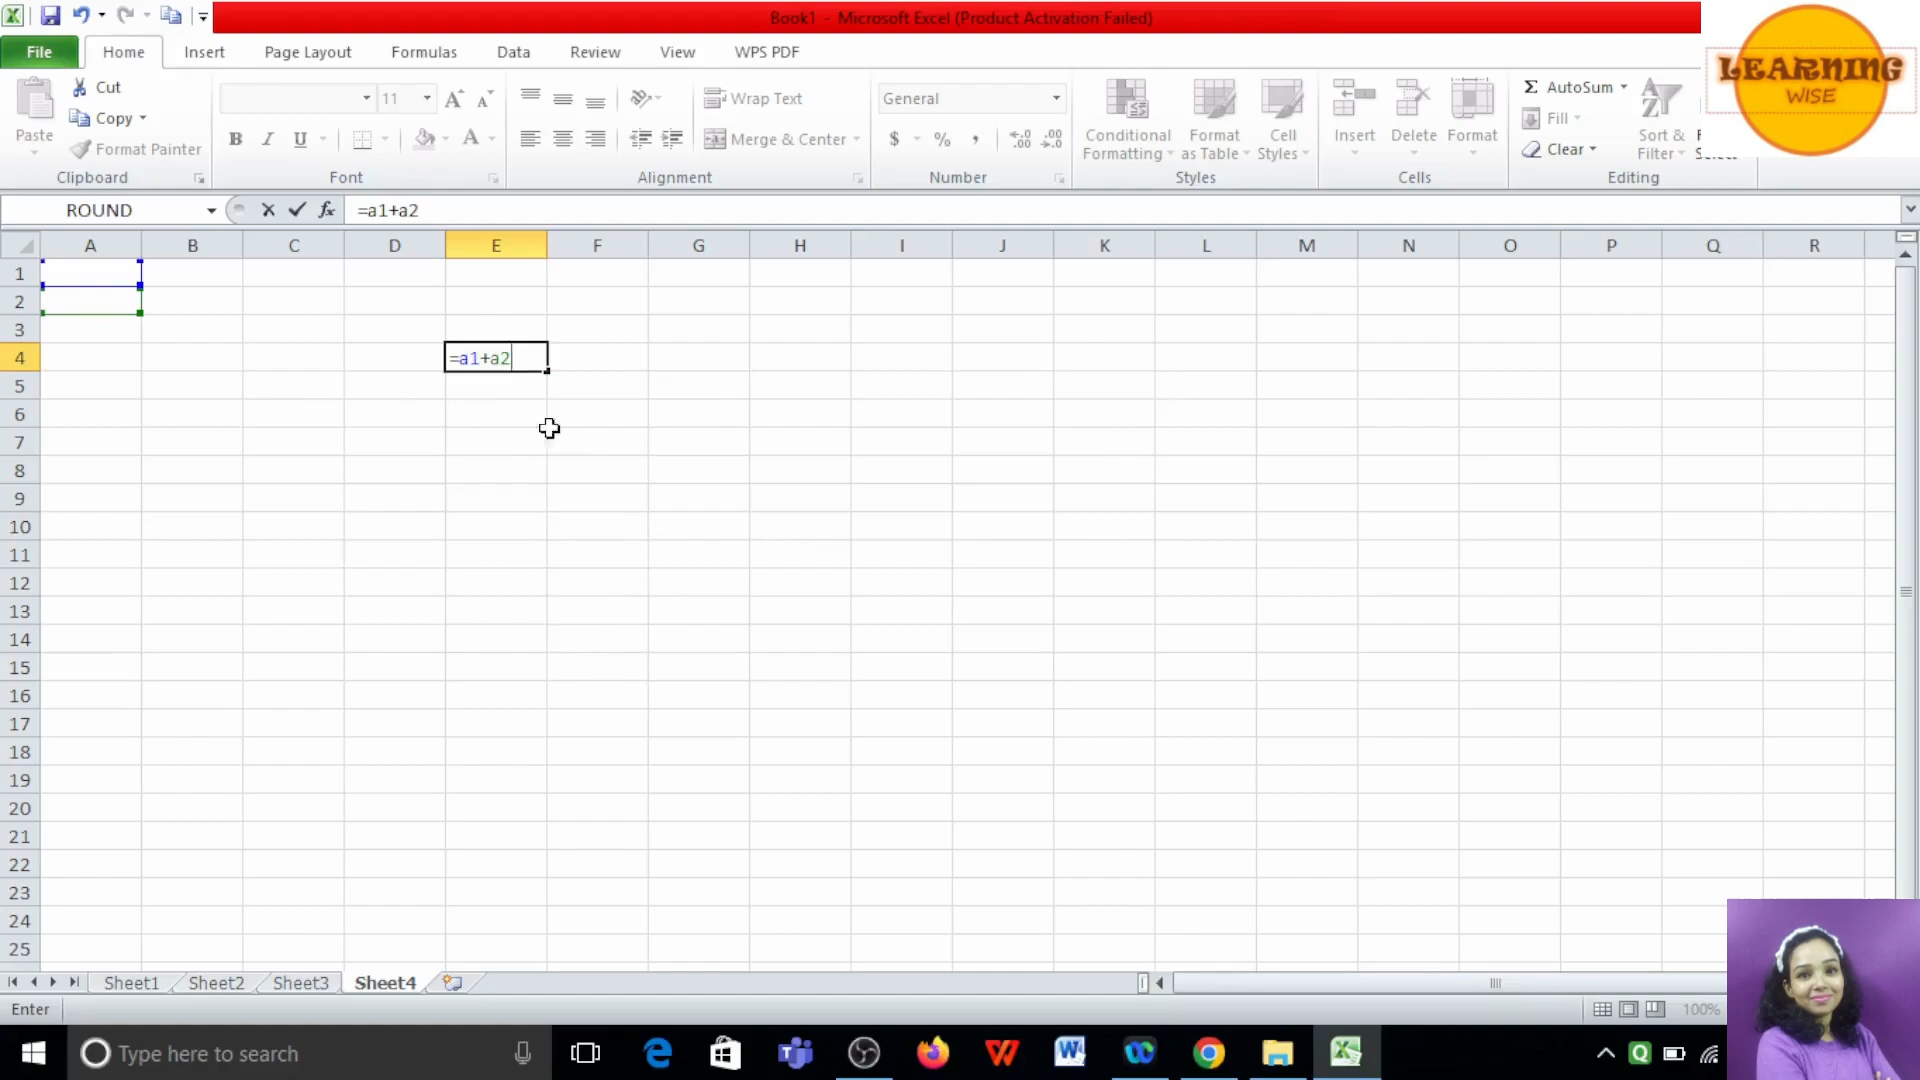 Book1 - Microsoft Excel (Product Activation Failed)
LEARNING
WISE
File Home Insert Page Layout Formulas Data Review View WPS PDF
Paste
Cut
Copy
Format Painter
Clipboard
11
A A
B I U A
Font
Wrap Text
Merge & Center
Alignment
General
$ % ,
Number
Conditional
Formatting
Format
as Table
Cell
Styles
Styles
Insert Delete Format
Cells
Σ AutoSum
Fill
Clear
Sort &
Filter
Select
Editing
ROUND fx =a1+a2
A B C D E F G H I J K L M N O P Q R
1
2
3
4 =a1+a2
5
6
7
8
9
10
11
12
13
14
15
16
17
18
19
20
21
22
23
24
25
Sheet1 Sheet2 Sheet3 Sheet4
Enter 100%
Type here to search